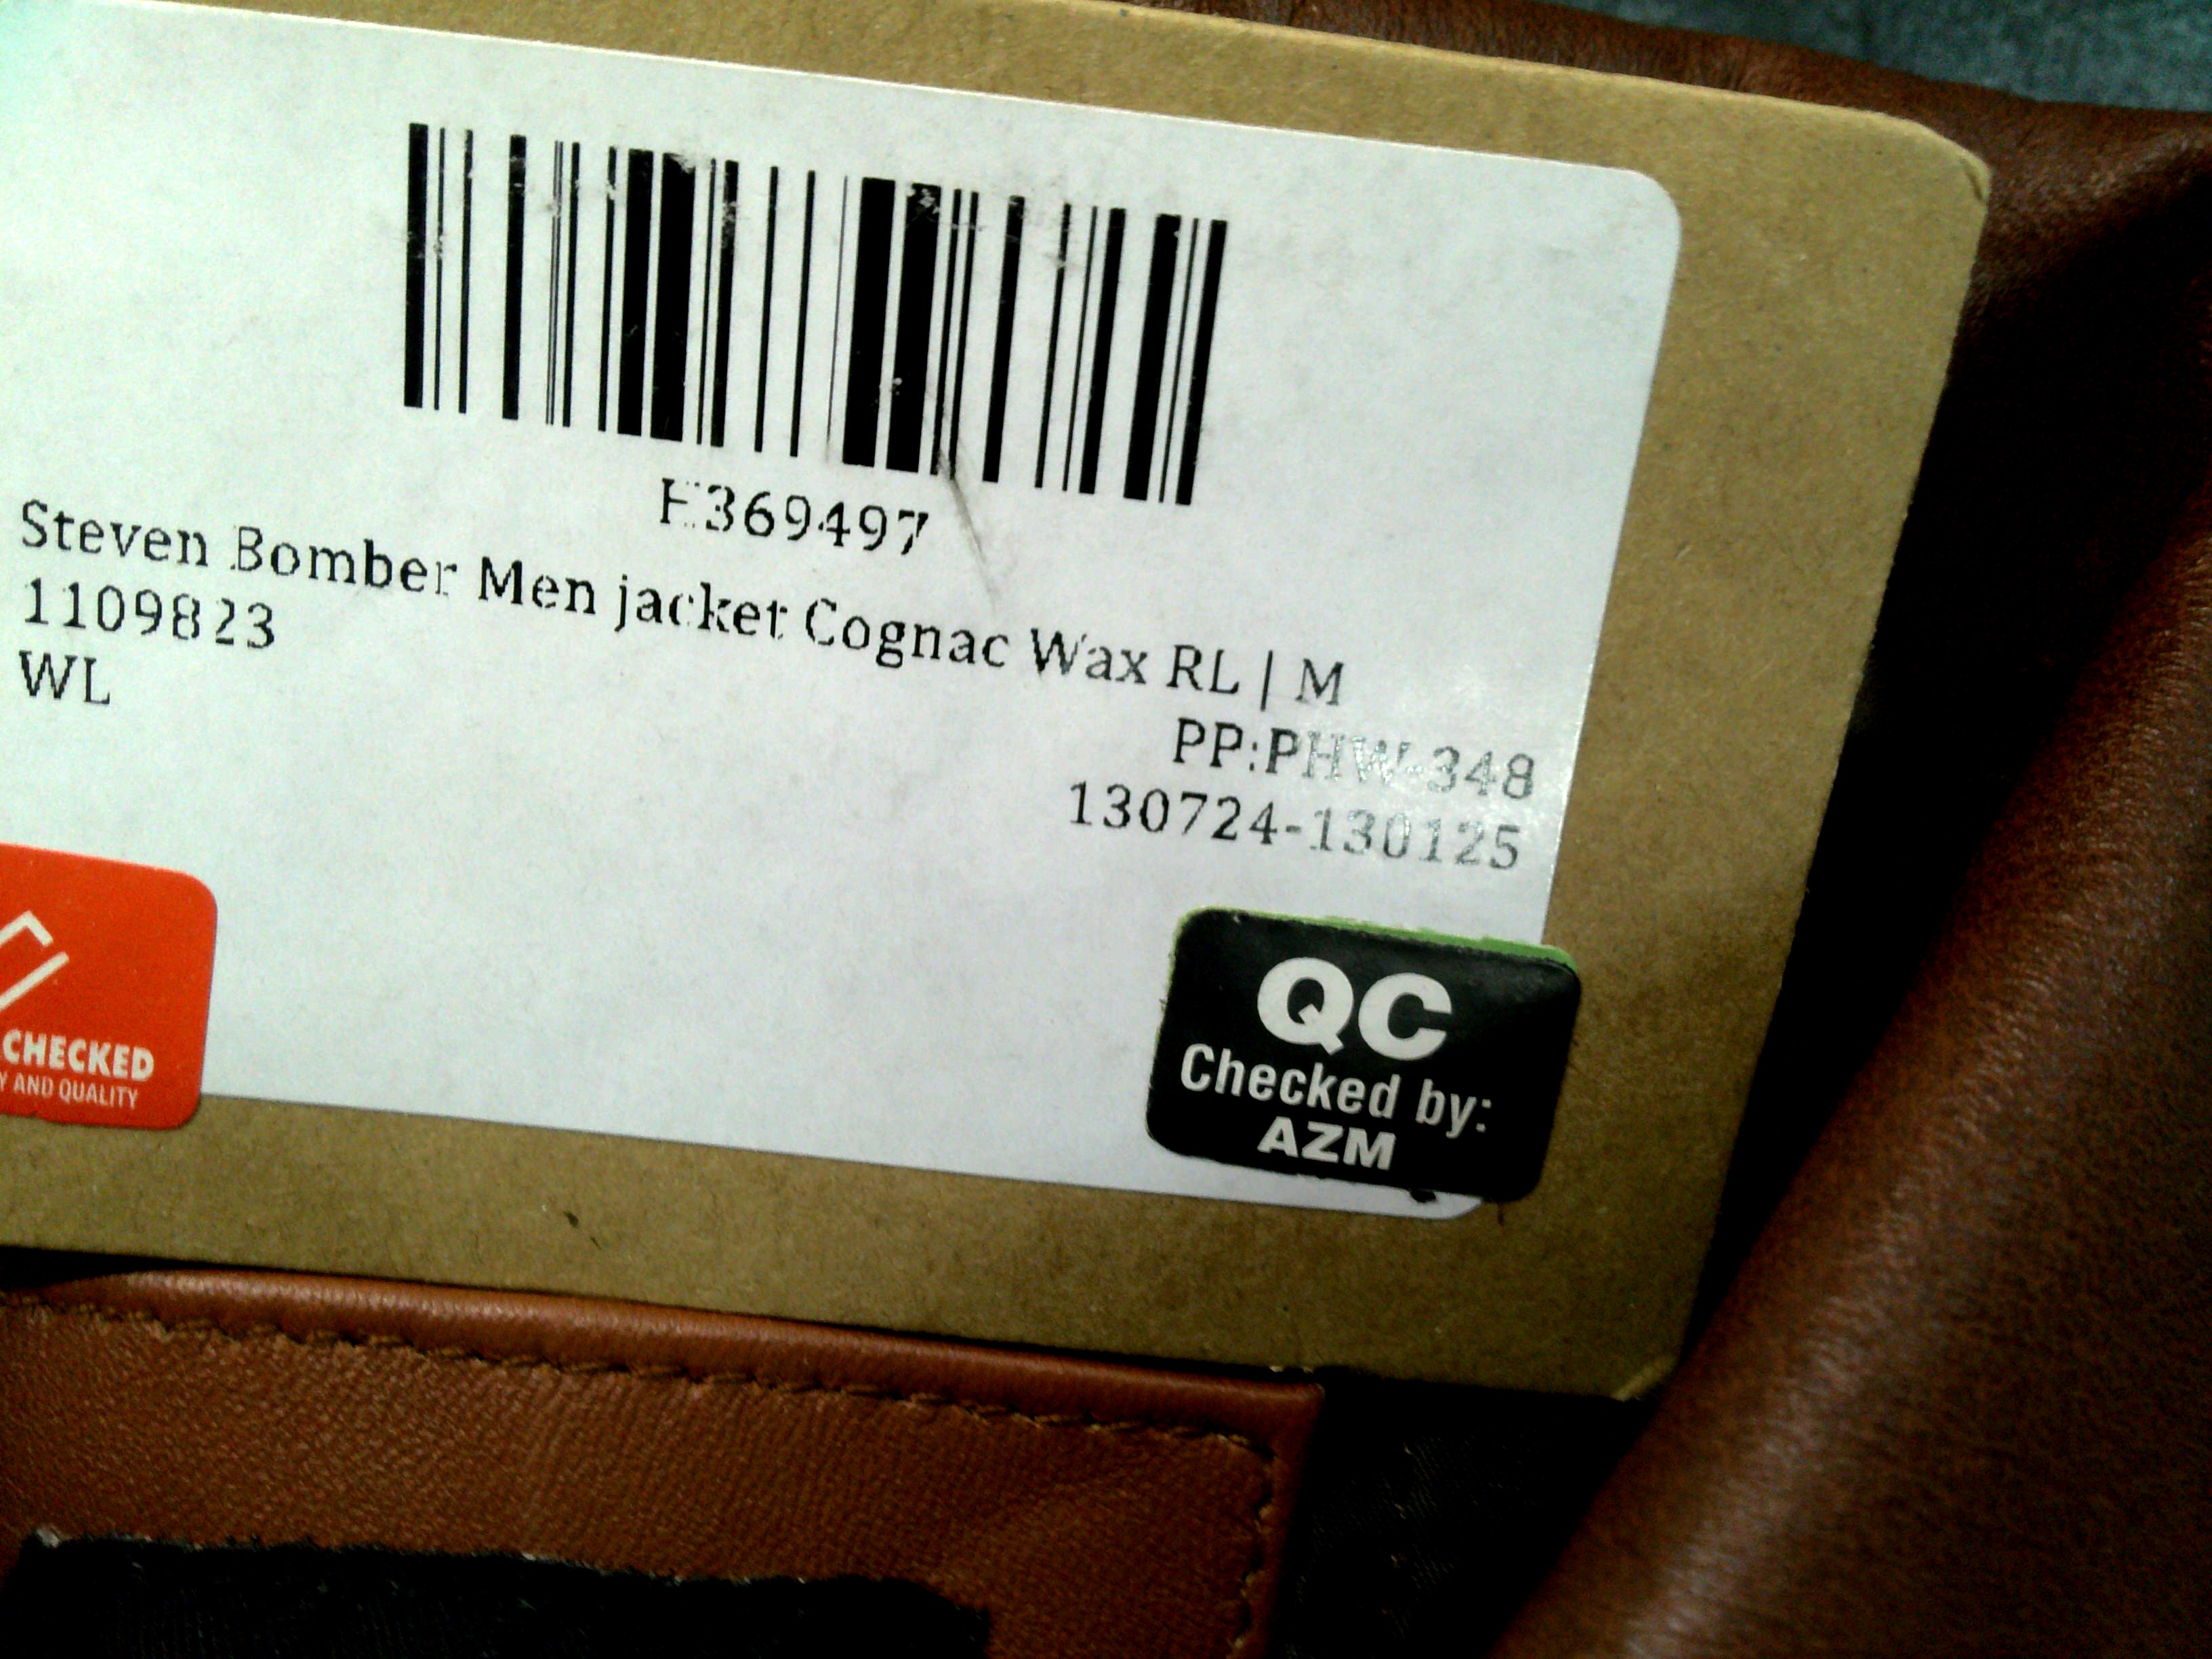 H369497
Steven Bomber Men jacket Cognac Wax RL | M
1109823
WL
PP:PHW-348
130724-130125
CHECKED
Y AND QUALITY
QC
Checked by:
AZM